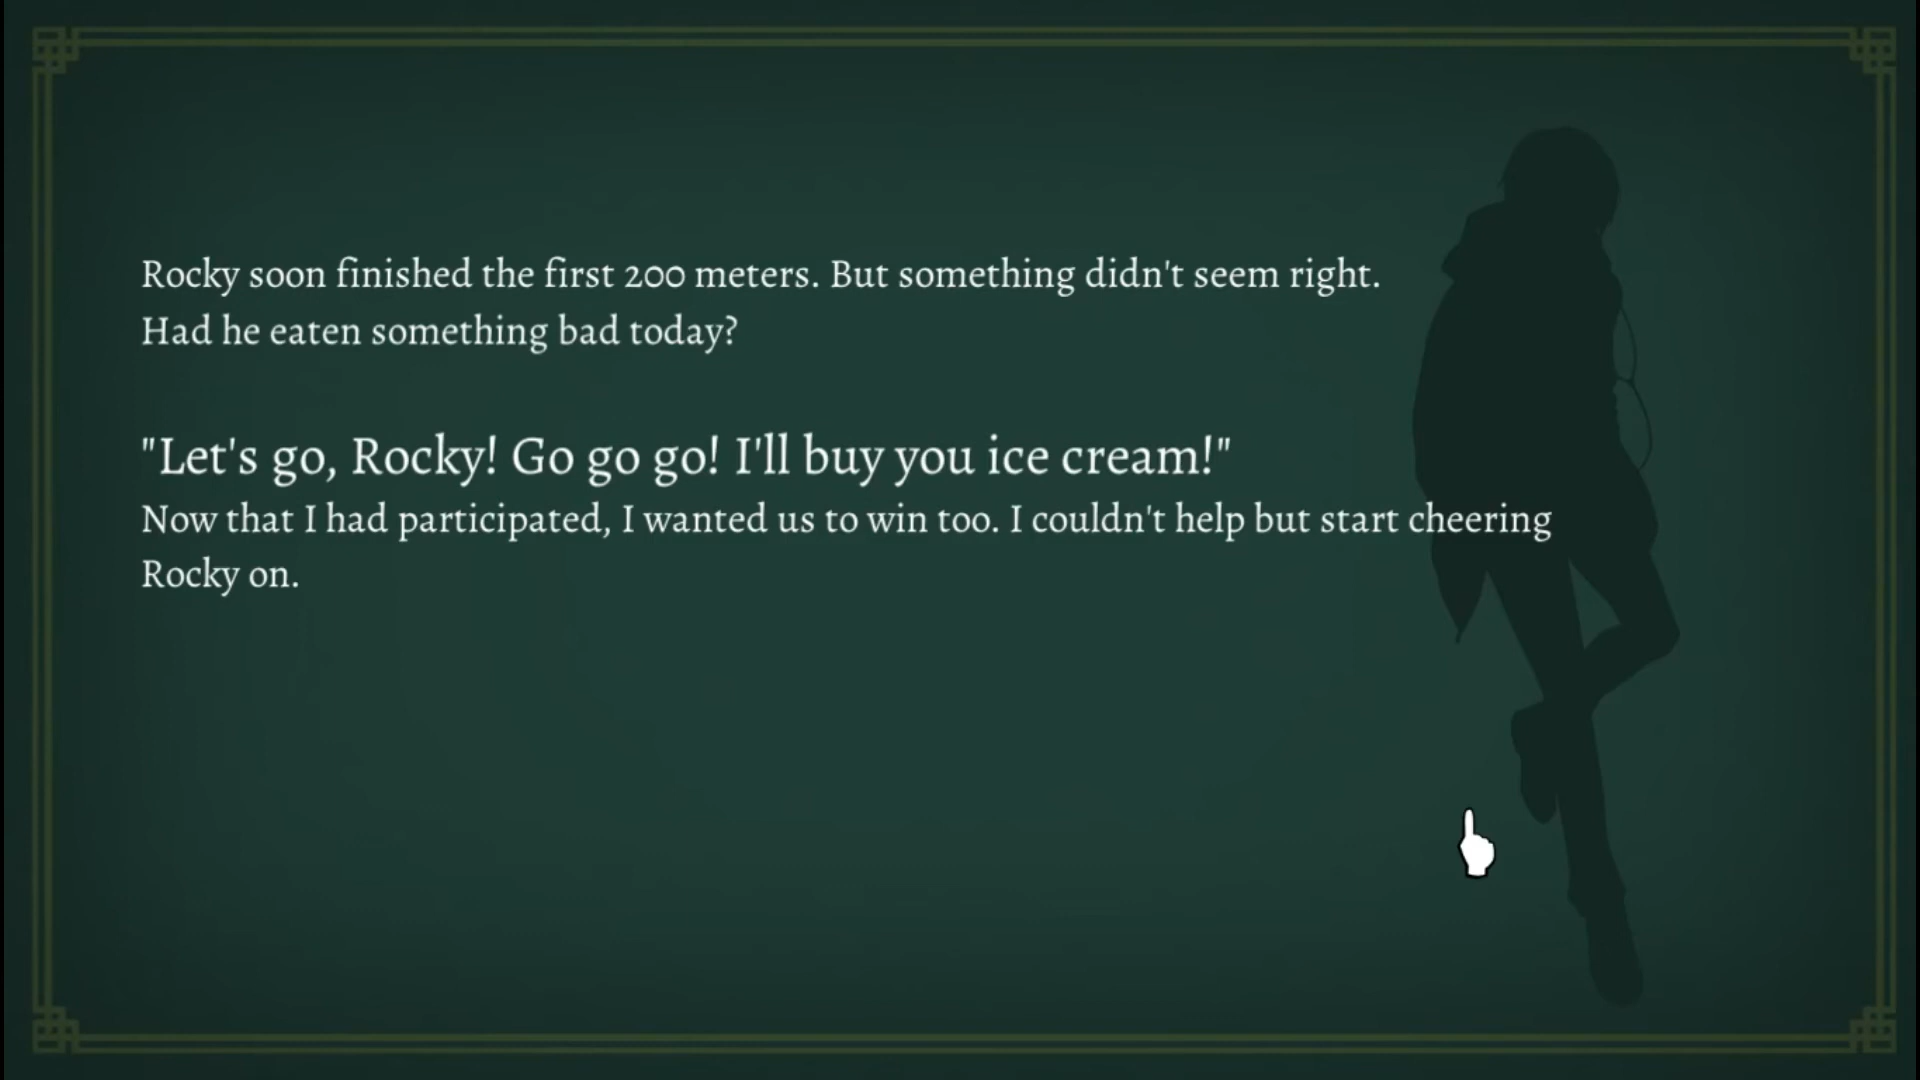 Rocky soon finished the first 200 meters. But something didn't seem right.
Had he eaten something bad today?
"Let's go, Rocky! Go go go! I'll buy you ice cream!"
Now that I had participated, I wanted us to win too. I couldn't help but start cheering
Rocky on.